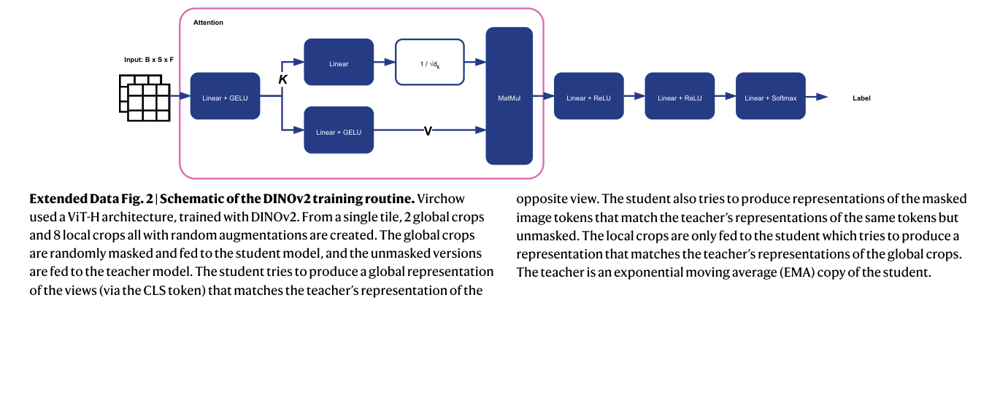 Attention
Input: B x S x F
Linear + GELU
K
Linear
1 / √dk
Linear + GELU
V
MatMul
Linear + ReLU
Linear + ReLU
Linear + Softmax
Label
Extended Data Fig. 2 | Schematic of the DINOv2 training routine. Virchow
used a ViT-H architecture, trained with DINOv2. From a single tile, 2 global crops
and 8 local crops all with random augmentations are created. The global crops
are randomly masked and fed to the student model, and the unmasked versions
are fed to the teacher model. The student tries to produce a global representation
of the views (via the CLS token) that matches the teacher’s representation of the
opposite view. The student also tries to produce representations of the masked
image tokens that match the teacher’s representations of the same tokens but
unmasked. The local crops are only fed to the student which tries to produce a
representation that matches the teacher’s representations of the global crops.
The teacher is an exponential moving average (EMA) copy of the student.